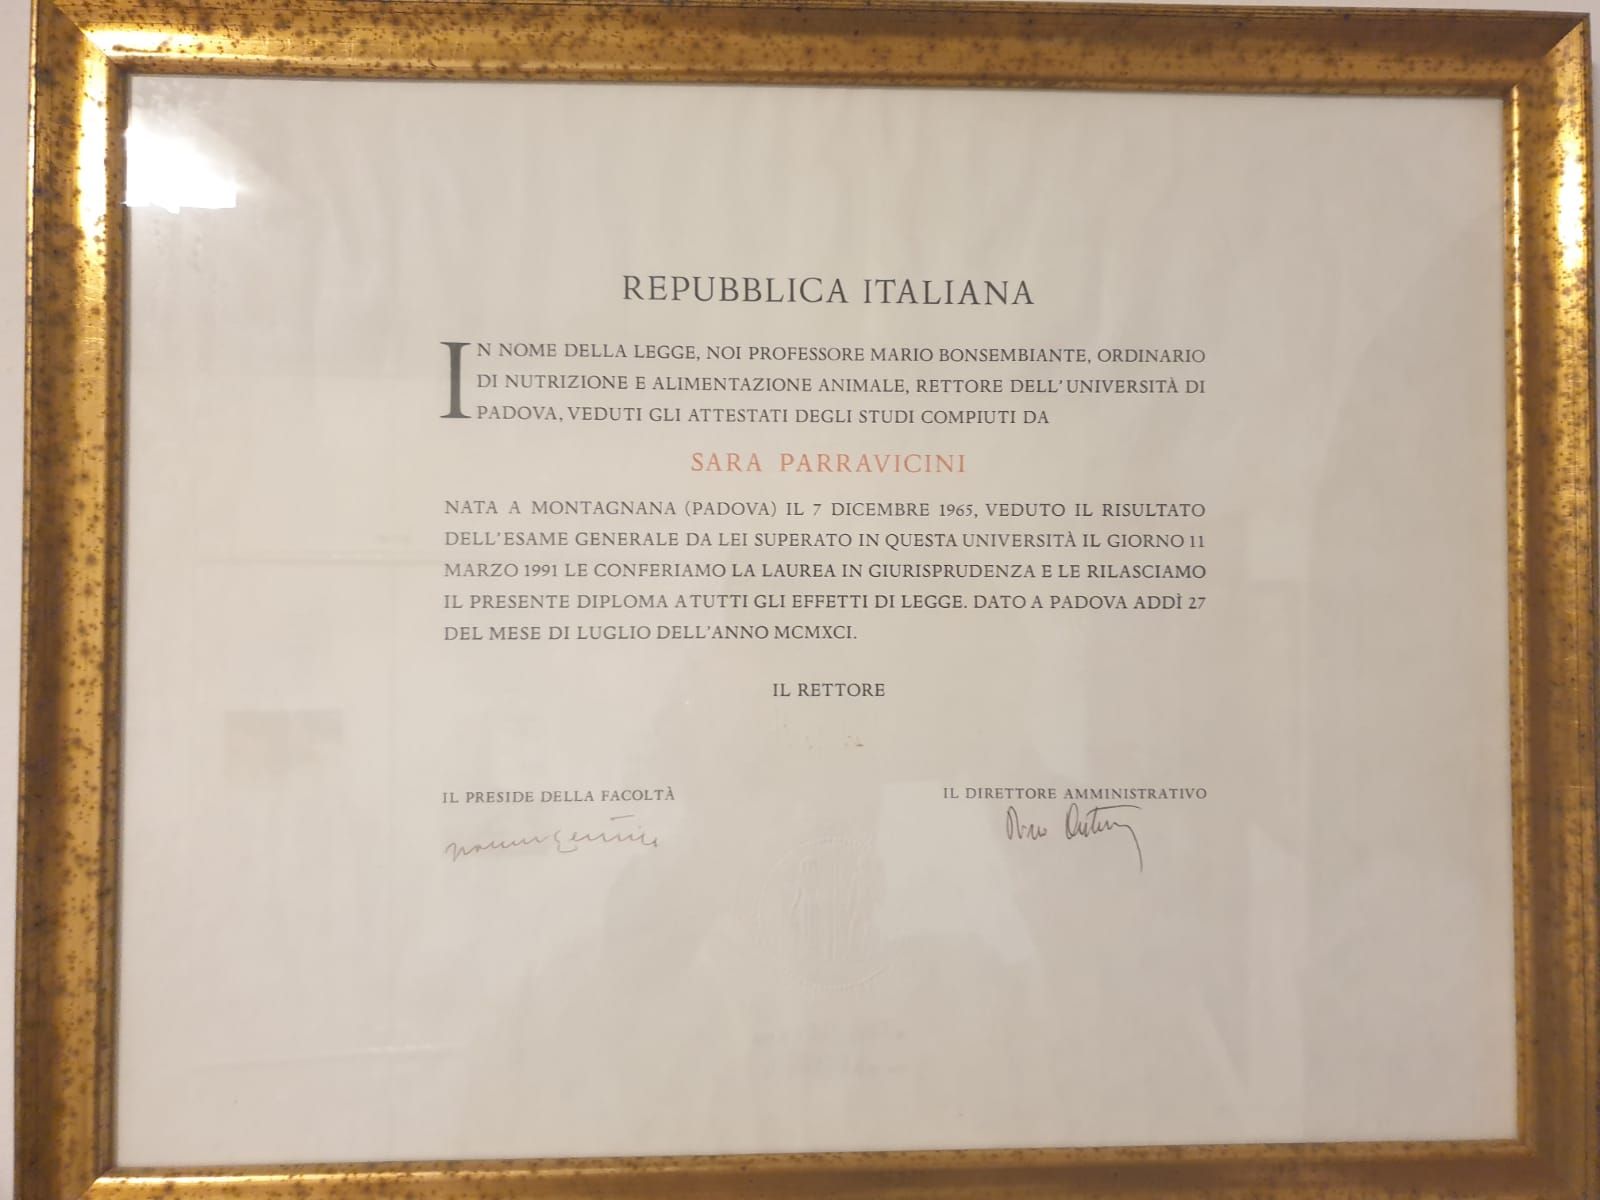 REPUBBLICA ITALIANA
IN NOME DELLA LEGGE, NOI PROFESSORE MARIO BONSEMBIANTE, ORDINARIO
DI NUTRIZIONE E ALIMENTAZIONE ANIMALE, RETTORE DELL'UNIVERSITÀ DI
PADOVA, VEDUTI GLI ATTESTATI DEGLI STUDI COMPIUTI DA
SARA PARRAVICINI
NATA A MONTAGNANA (PADOVA) IL 7 DICEMBRE 1965, VEDUTO IL RISULTATO
DELL'ESAME GENERALE DA LEI SUPERATO IN QUESTA UNIVERSITÀ IL GIORNO 11
MARZO 1991 LE CONFERIAMO LA LAUREA IN GIURISPRUDENZA E LE RILASCIAMO
IL PRESENTE DIPLOMA A TUTTI GLI EFFETTI DI LEGGE. DATO A PADOVA ADDÌ 27
DEL MESE DI LUGLIO DELL'ANNO MCMXCI.
IL RETTORE
IL PRESIDE DELLA FACOLTÀ
IL DIRETTORE AMMINISTRATIVO